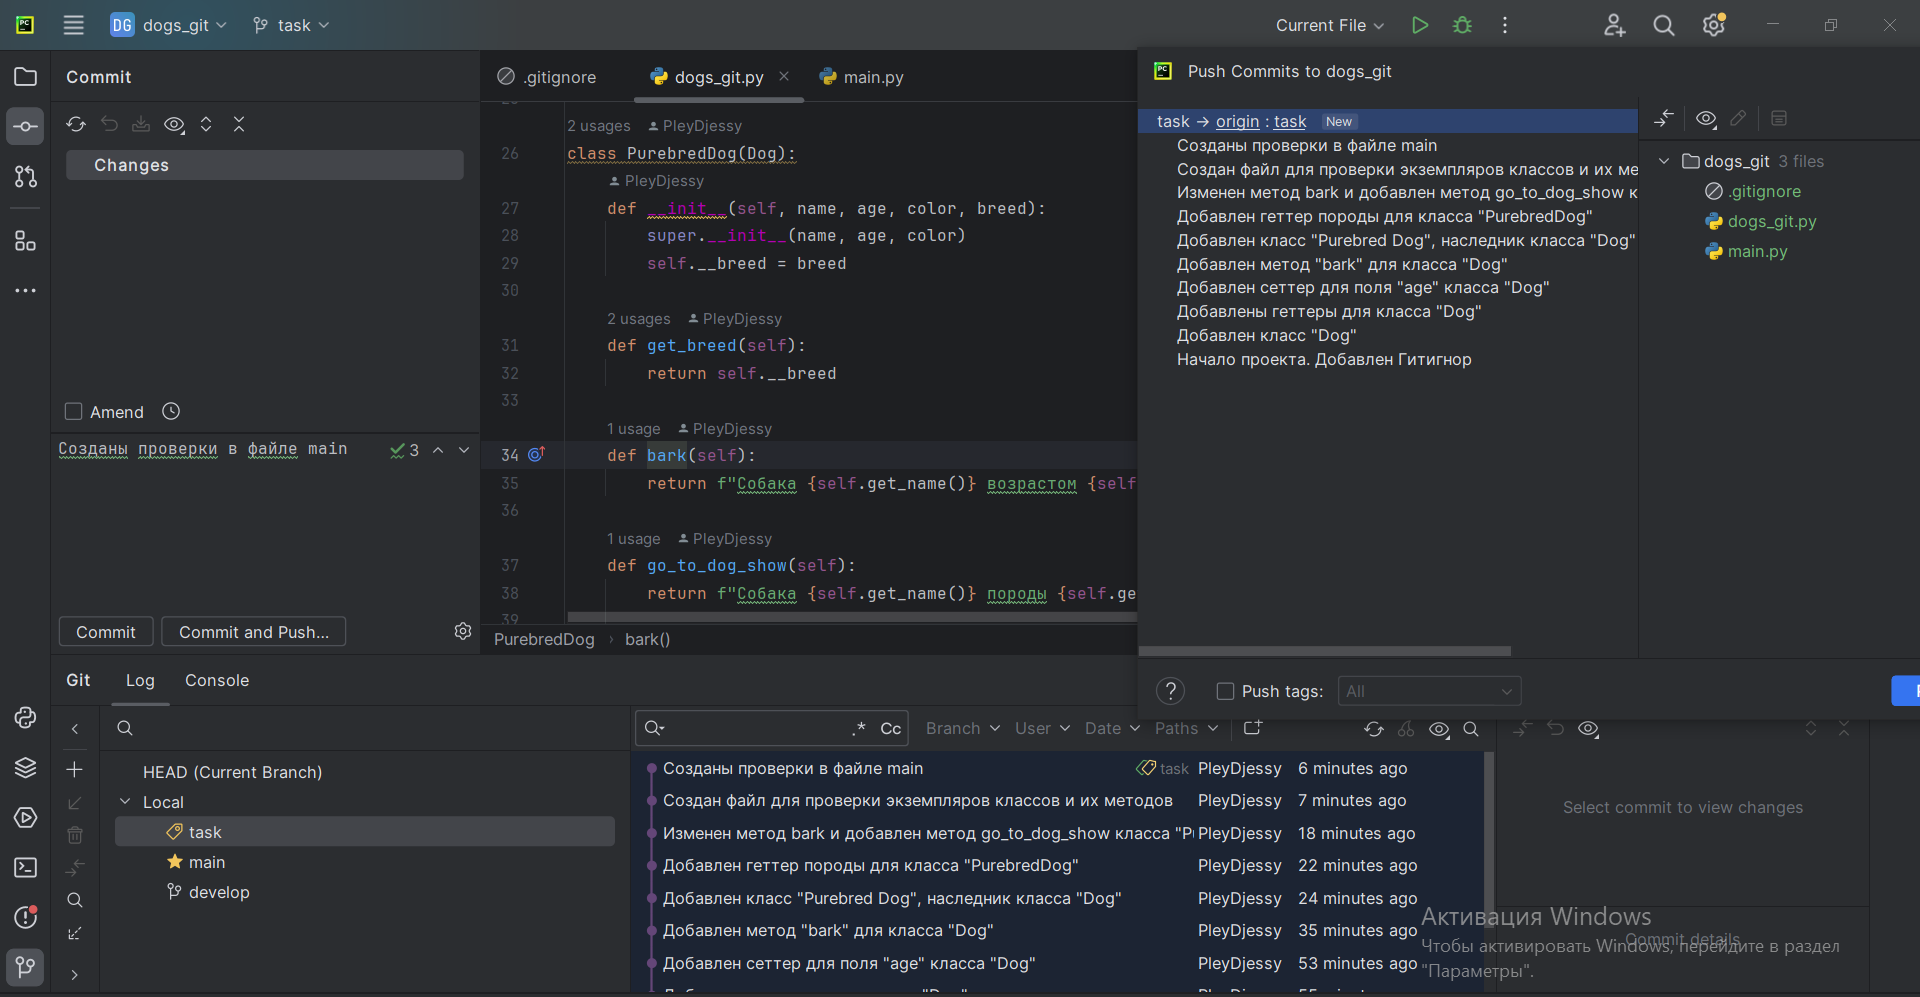 DG dogs_git task
Current File
Commit
Changes
Amend
Созданы проверки в файле main 3
Commit Commit and Push...
.gitignore dogs_git.py main.py
2 usages PleyDjessy
26 class PurebredDog(Dog):
PleyDjessy
27 def __init__(self, name, age, color, breed):
28 super.__init__(name, age, color)
29 self.__breed = breed
30
2 usages PleyDjessy
31 def get_breed(self):
32 return self.__breed
33
1 usage PleyDjessy
34 def bark(self):
35 return f"Собака {self.get_name()} возрастом {self
36
1 usage PleyDjessy
37 def go_to_dog_show(self):
38 return f"Собака {self.get_name()} породы {self.ge
39
PurebredDog › bark()
Push Commits to dogs_git
task → origin : task New
Созданы проверки в файле main
Создан файл для проверки экземпляров классов и их ме
Изменен метод bark и добавлен метод go_to_dog_show к
Добавлен геттер породы для класса "PurebredDog"
Добавлен класс "Purebred Dog", наследник класса "Dog"
Добавлен метод "bark" для класса "Dog"
Добавлен сеттер для поля "age" класса "Dog"
Добавлены геттеры для класса "Dog"
Добавлен класс "Dog"
Начало проекта. Добавлен Гитигнор
dogs_git 3 files
.gitignore
dogs_git.py
main.py
? Push tags: All
Git Log Console
HEAD (Current Branch)
Local
task
main
develop
.* Cc Branch User Date Paths
Созданы проверки в файле main task PleyDjessy 6 minutes ago
Создан файл для проверки экземпляров классов и их методов PleyDjessy 7 minutes ago
Изменен метод bark и добавлен метод go_to_dog_show класса "P PleyDjessy 18 minutes ago
Добавлен геттер породы для класса "PurebredDog" PleyDjessy 22 minutes ago
Добавлен класс "Purebred Dog", наследник класса "Dog" PleyDjessy 24 minutes ago
Добавлен метод "bark" для класса "Dog" PleyDjessy 35 minutes ago
Добавлен сеттер для поля "age" класса "Dog" PleyDjessy 53 minutes ago
Select commit to view changes
Commit details
Активация Windows
Чтобы активировать Windows, перейдите в раздел
"Параметры".